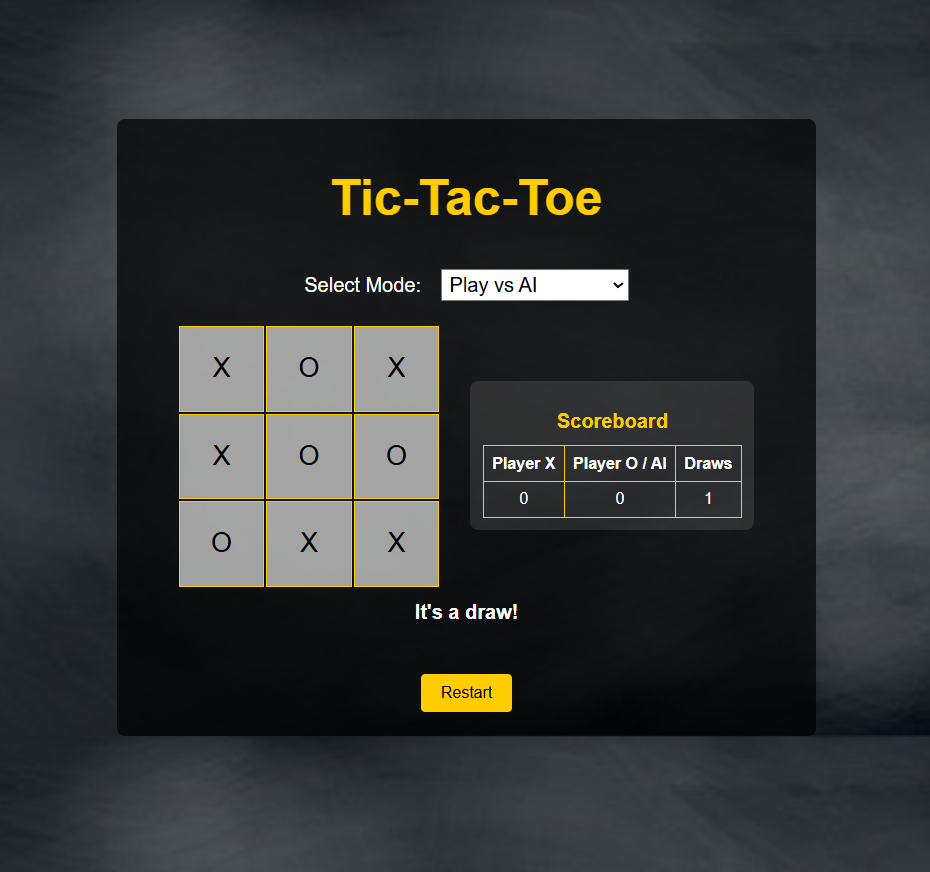 Tic-Tac-Toe
Select Mode: Play vs AI
X O X
X O O
O X X
Scoreboard
Player X Player O / AI Draws
0 0 1
It's a draw!
Restart